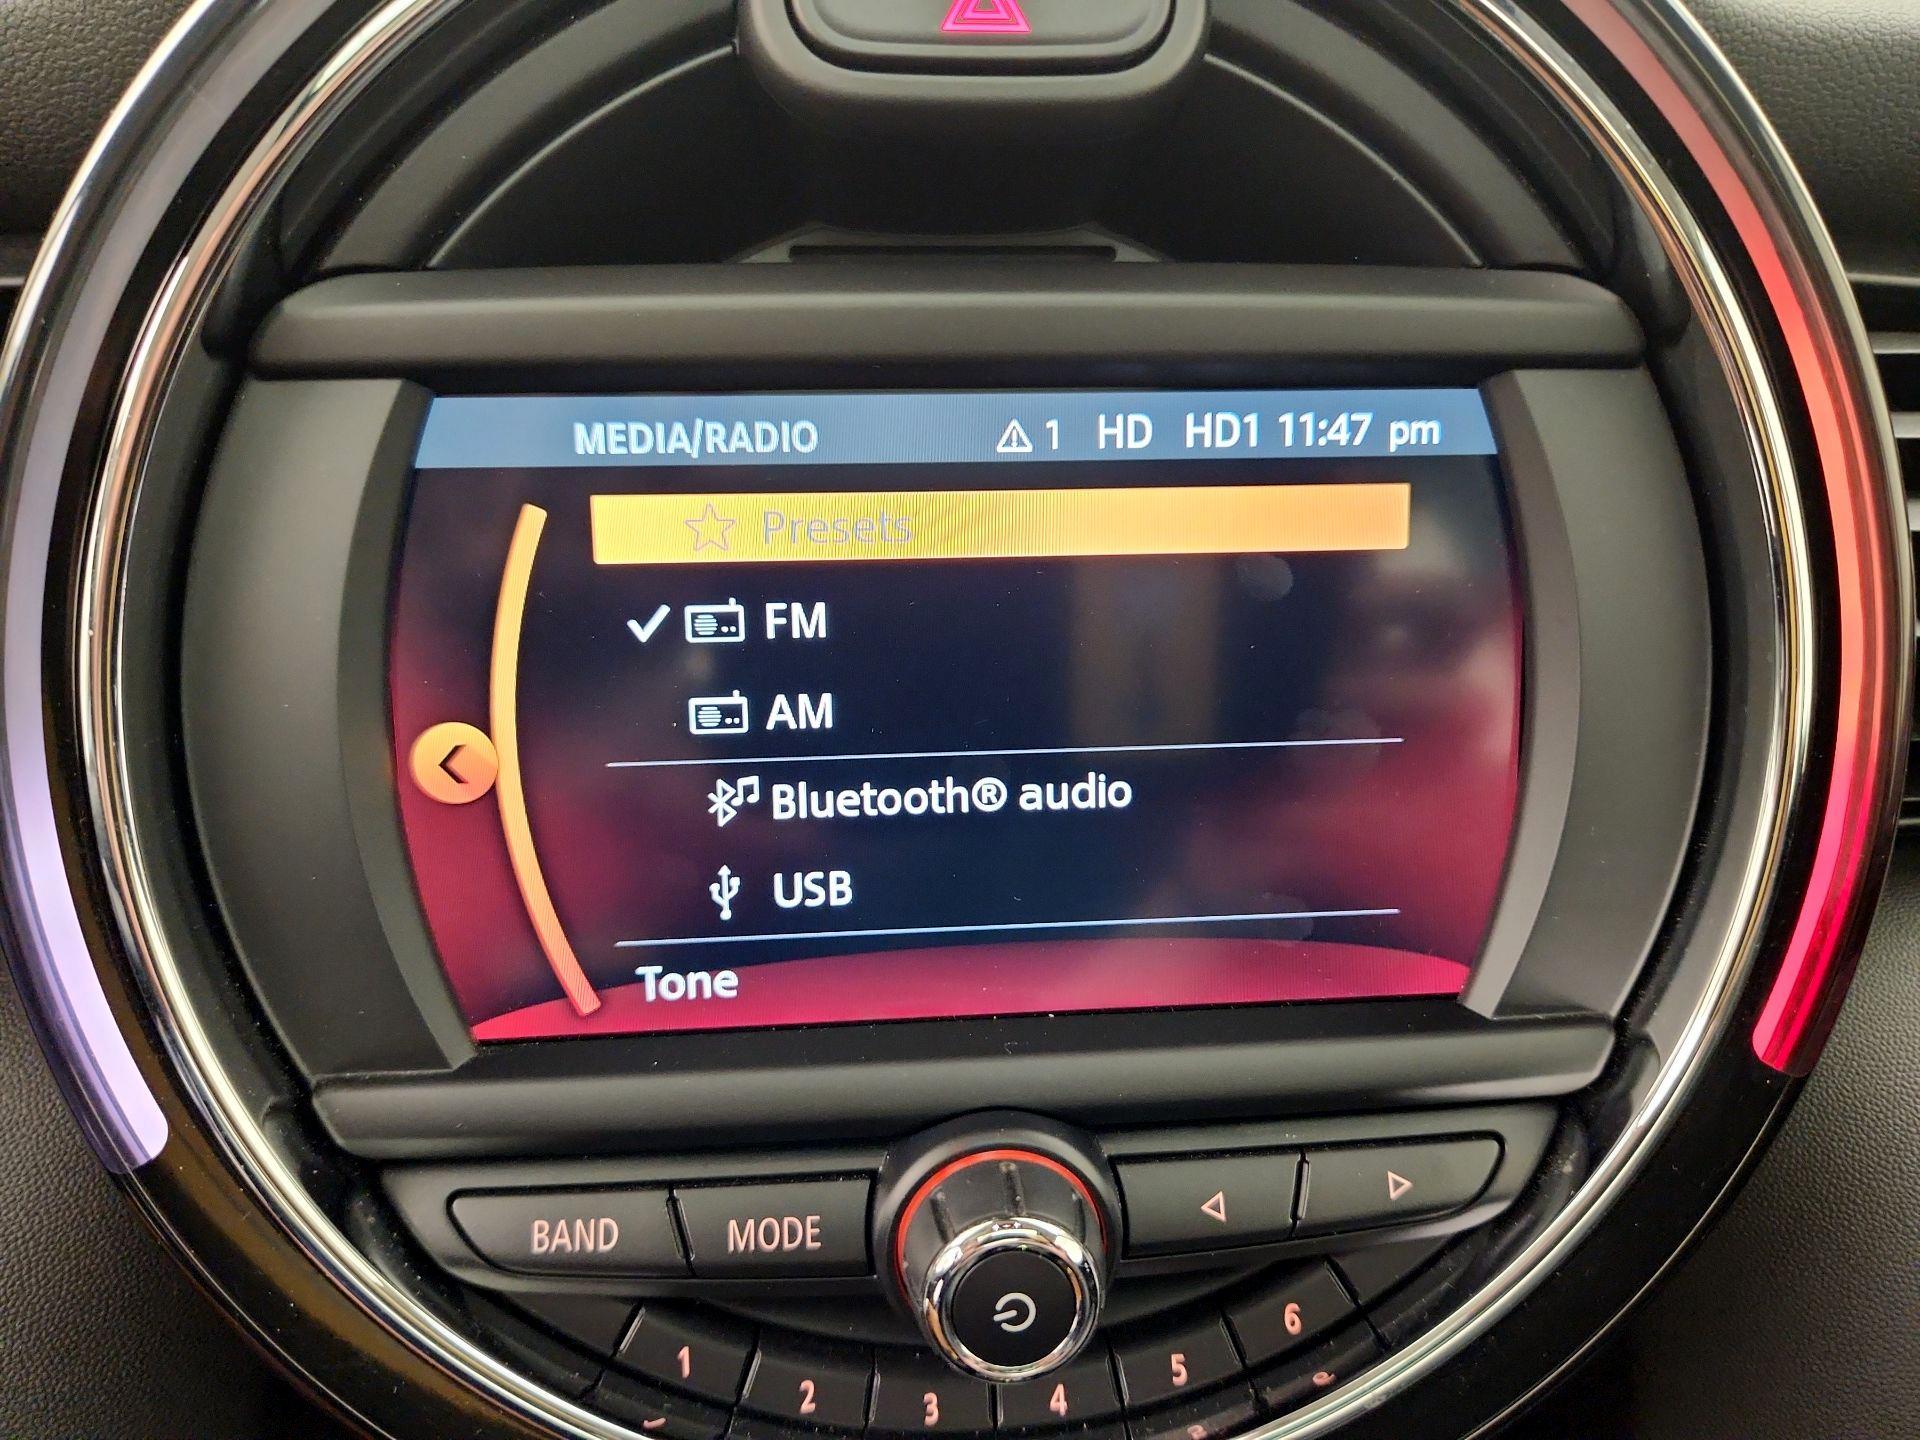 MEDIA/RADIO 1 HD HD1 11:47 pm
Presets
FM
AM
Bluetooth® audio
USB
Tone
BAND MODE
1 2 3 4 5 6